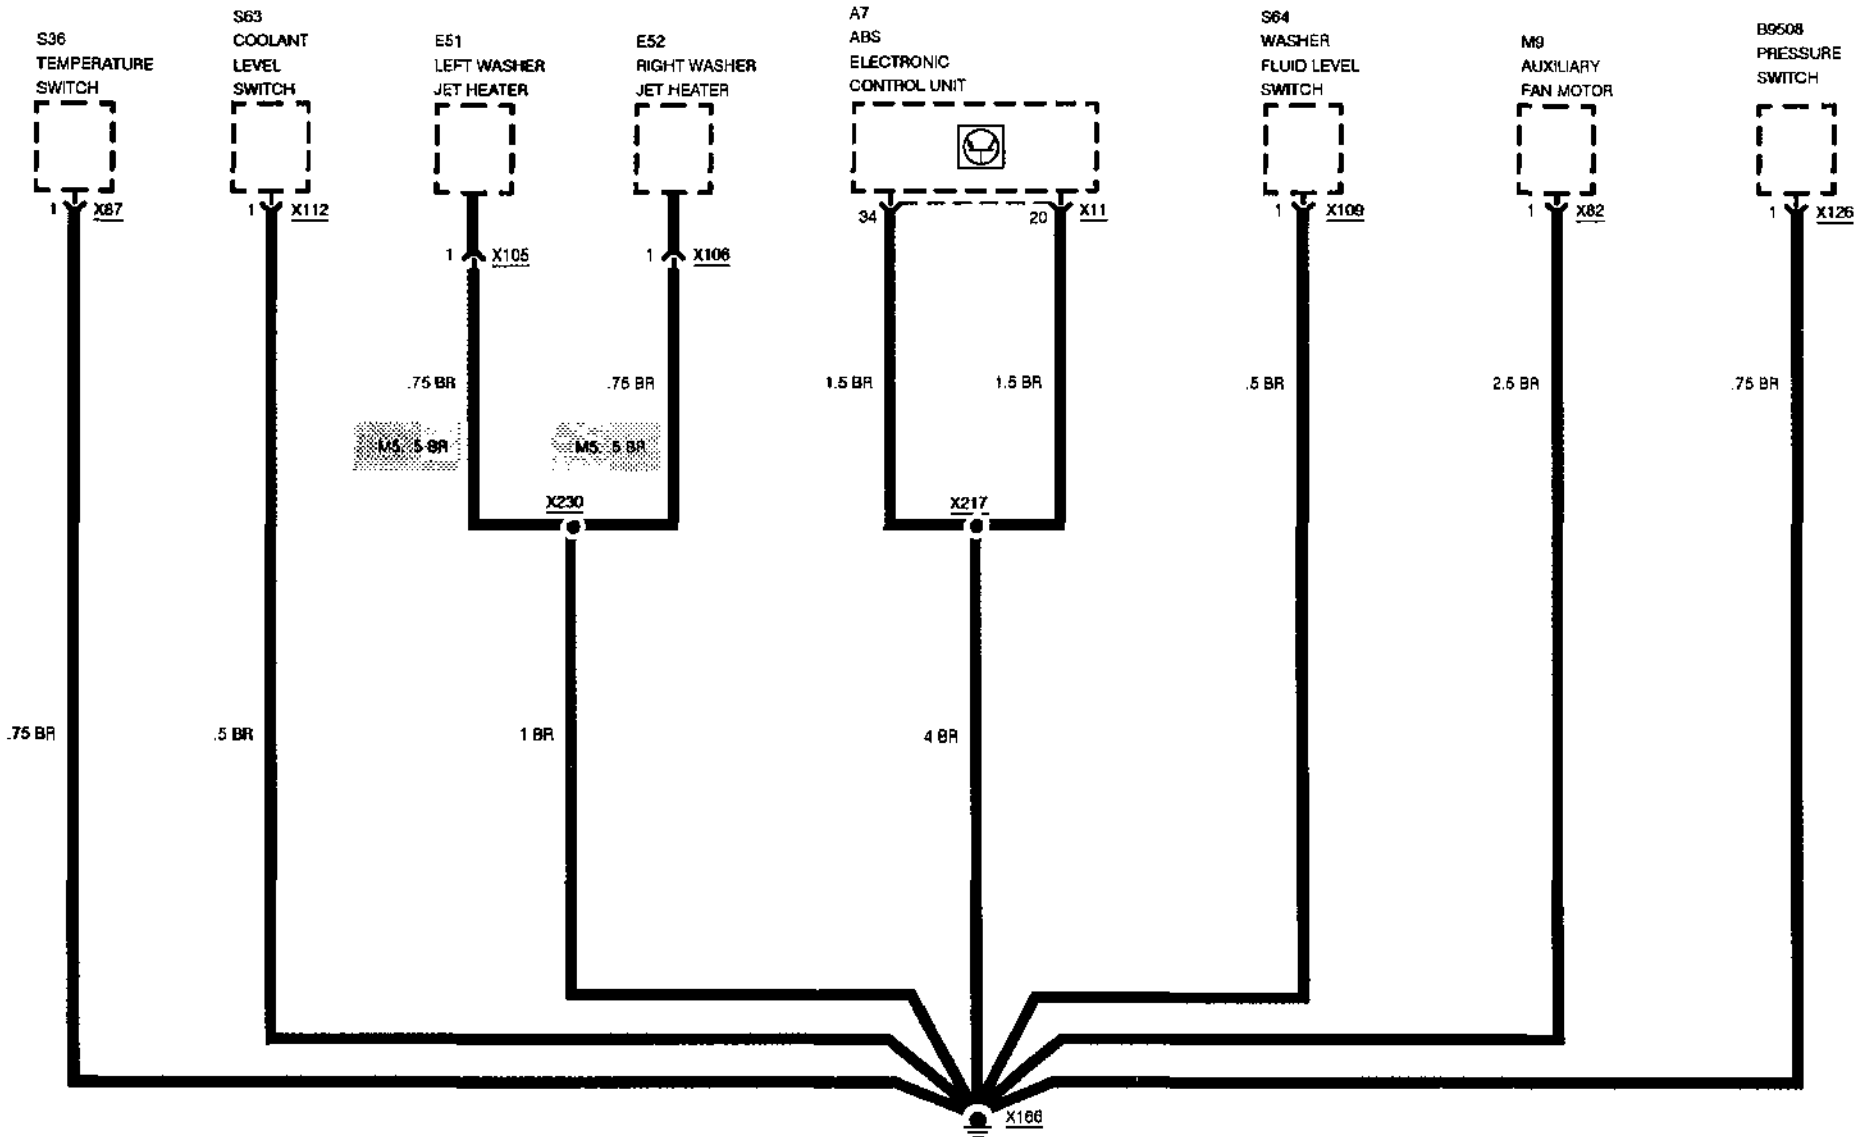 S36
TEMPERATURE
SWITCH
S63
COOLANT
LEVEL
SWITCH
E51
LEFT WASHER
JET HEATER
E52
RIGHT WASHER
JET HEATER
A7
ABS
ELECTRONIC
CONTROL UNIT
S64
WASHER
FLUID LEVEL
SWITCH
M9
AUXILIARY
FAN MOTOR
B9508
PRESSURE
SWITCH
1 X87
1 X112
1 X105
1 X106
34
20 X11
1 X109
1 X82
1 X126
.75 BR
.75 BR
1.5 BR
1.5 BR
.5 BR
2.5 BR
.75 BR
M5: .5 BR
M5: .5 BR
X230
X217
.75 BR
.5 BR
1 BR
4 BR
X166